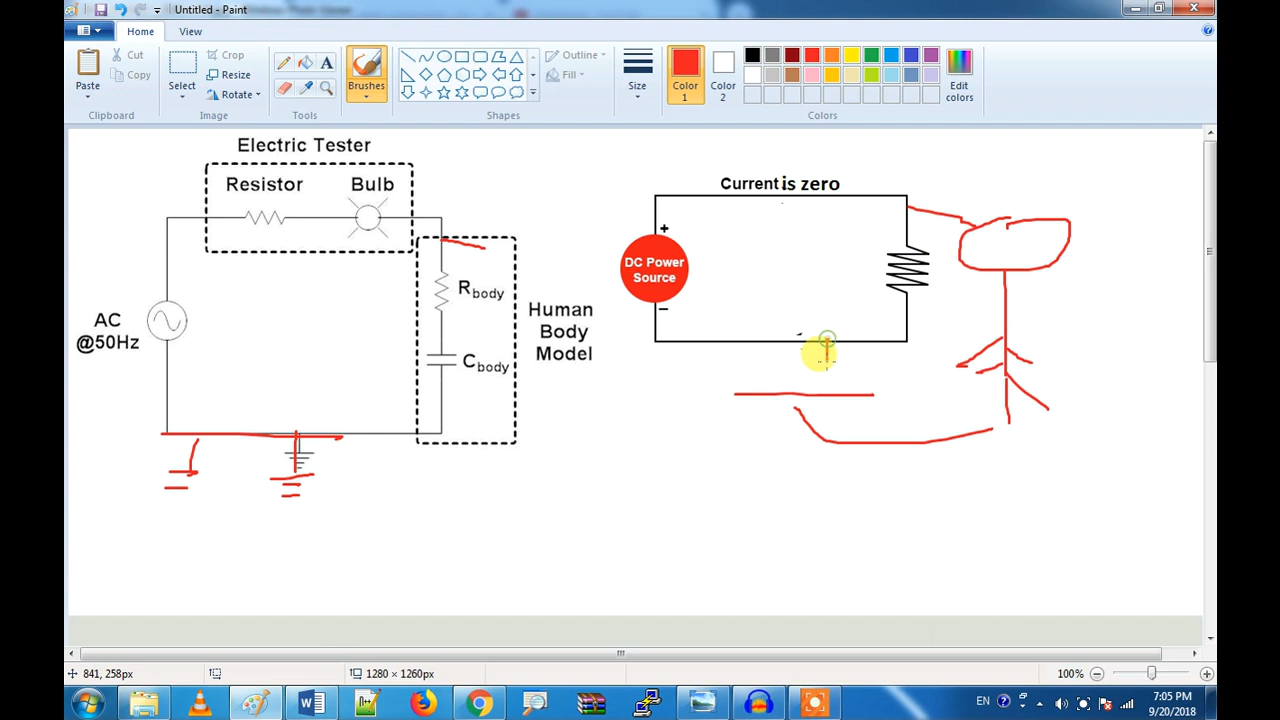 Untitled - Paint
Home
View
Paste
Cut
Copy
Clipboard
Select
Crop
Resize
Rotate
Image
Tools
Brushes
Shapes
Outline
Fill
Size
Color
1
Color
2
Edit
colors
Colors
Electric Tester
Resistor
Bulb
AC
@50Hz
Rbody
Cbody
Human
Body
Model
Current is zero
+
DC Power
Source
−
841, 258px
1280 × 1260px
100%
EN
7:05 PM
9/20/2018